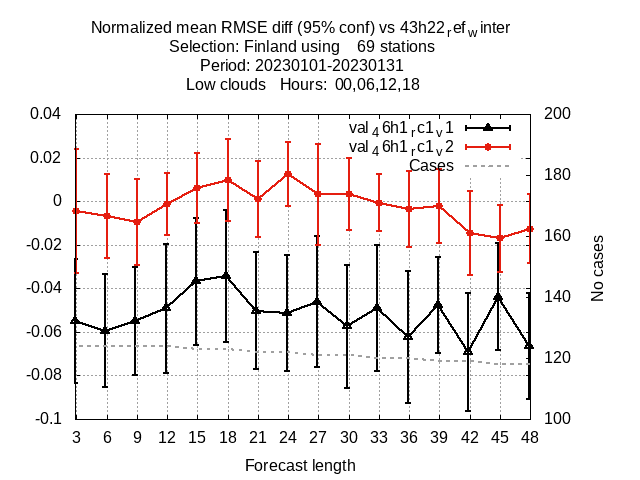 Normalized mean RMSE diff (95% conf) vs 43h22ᵣefwinter
Selection: Finland using 69 stations
Period: 20230101-20230131
Low clouds Hours: 00,06,12,18
val₄6h1ᵣc1ᵥ1
val₄6h1ᵣc1ᵥ2
Cases
0.04
0.02
0
-0.02
-0.04
-0.06
-0.08
-0.1
200
180
160
140
120
100
No cases
3 6 9 12 15 18 21 24 27 30 33 36 39 42 45 48
Forecast length